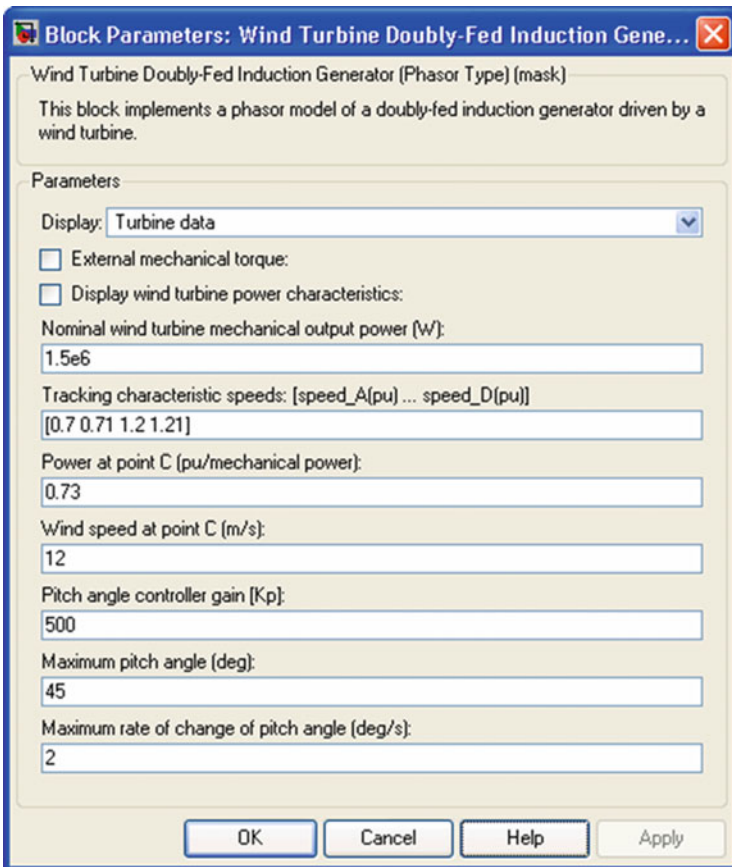 Block Parameters: Wind Turbine Doubly-Fed Induction Gene...
Wind Turbine Doubly-Fed Induction Generator (Phasor Type) (mask)
This block implements a phasor model of a doubly-fed induction generator driven by a
wind turbine.
Parameters
Display: Turbine data
External mechanical torque:
Display wind turbine power characteristics:
Nominal wind turbine mechanical output power (W):
1.5e6
Tracking characteristic speeds: [speed_A(pu) ... speed_D(pu)]
[0.7 0.71 1.2 1.21]
Power at point C (pu/mechanical power):
0.73
Wind speed at point C (m/s):
12
Pitch angle controller gain [Kp]:
500
Maximum pitch angle (deg):
45
Maximum rate of change of pitch angle (deg/s):
2
OK Cancel Help Apply